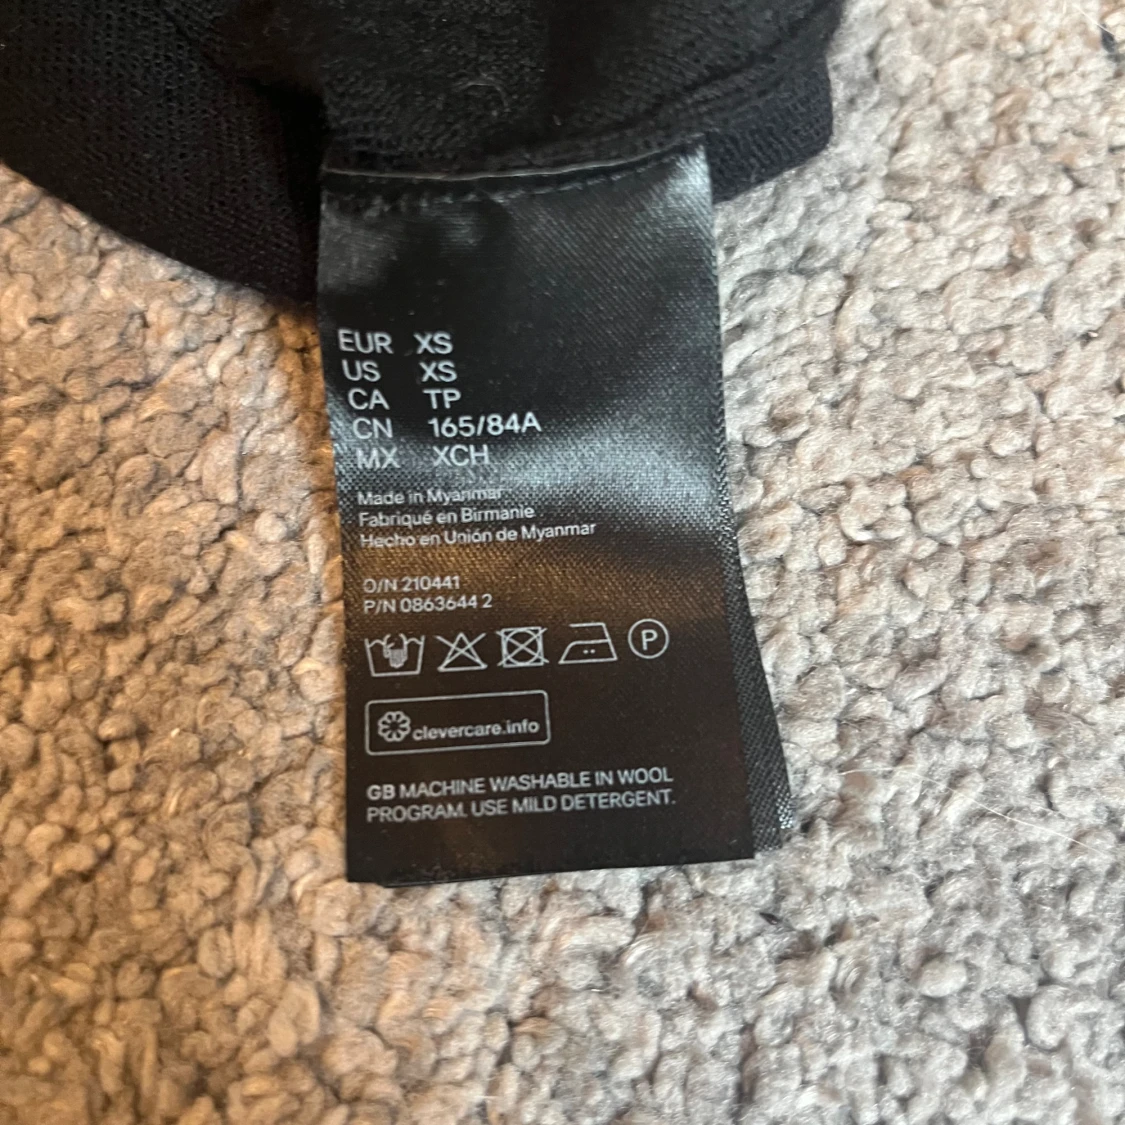 EUR XS
US XS
CA TP
CN 165/84A
MX XCH
Made in Myanmar
Fabriqué en Birmanie
Hecho en Unión de Myanmar
O/N 210441
P/N 0863644 2
P
clevercare.info
GB MACHINE WASHABLE IN WOOL
PROGRAM. USE MILD DETERGENT.